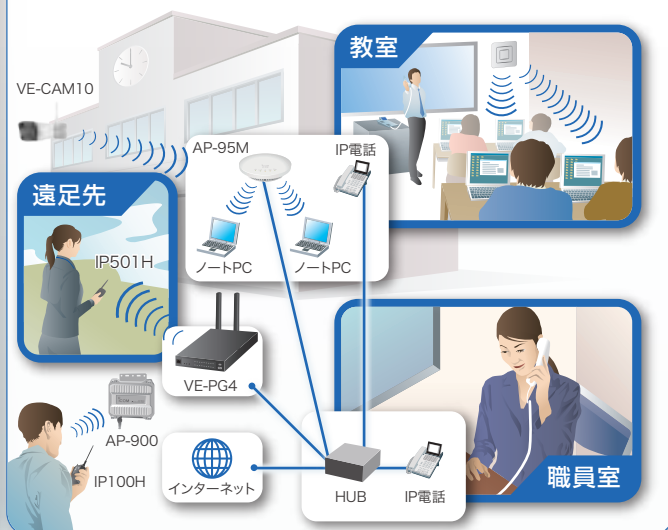 教室
VE-CAM10
AP-95M
IP電話
遠足先
IP501H
ノートPC
ノートPC
VE-PG4
AP-900
IP100H
インターネット
HUB
IP電話
職員室